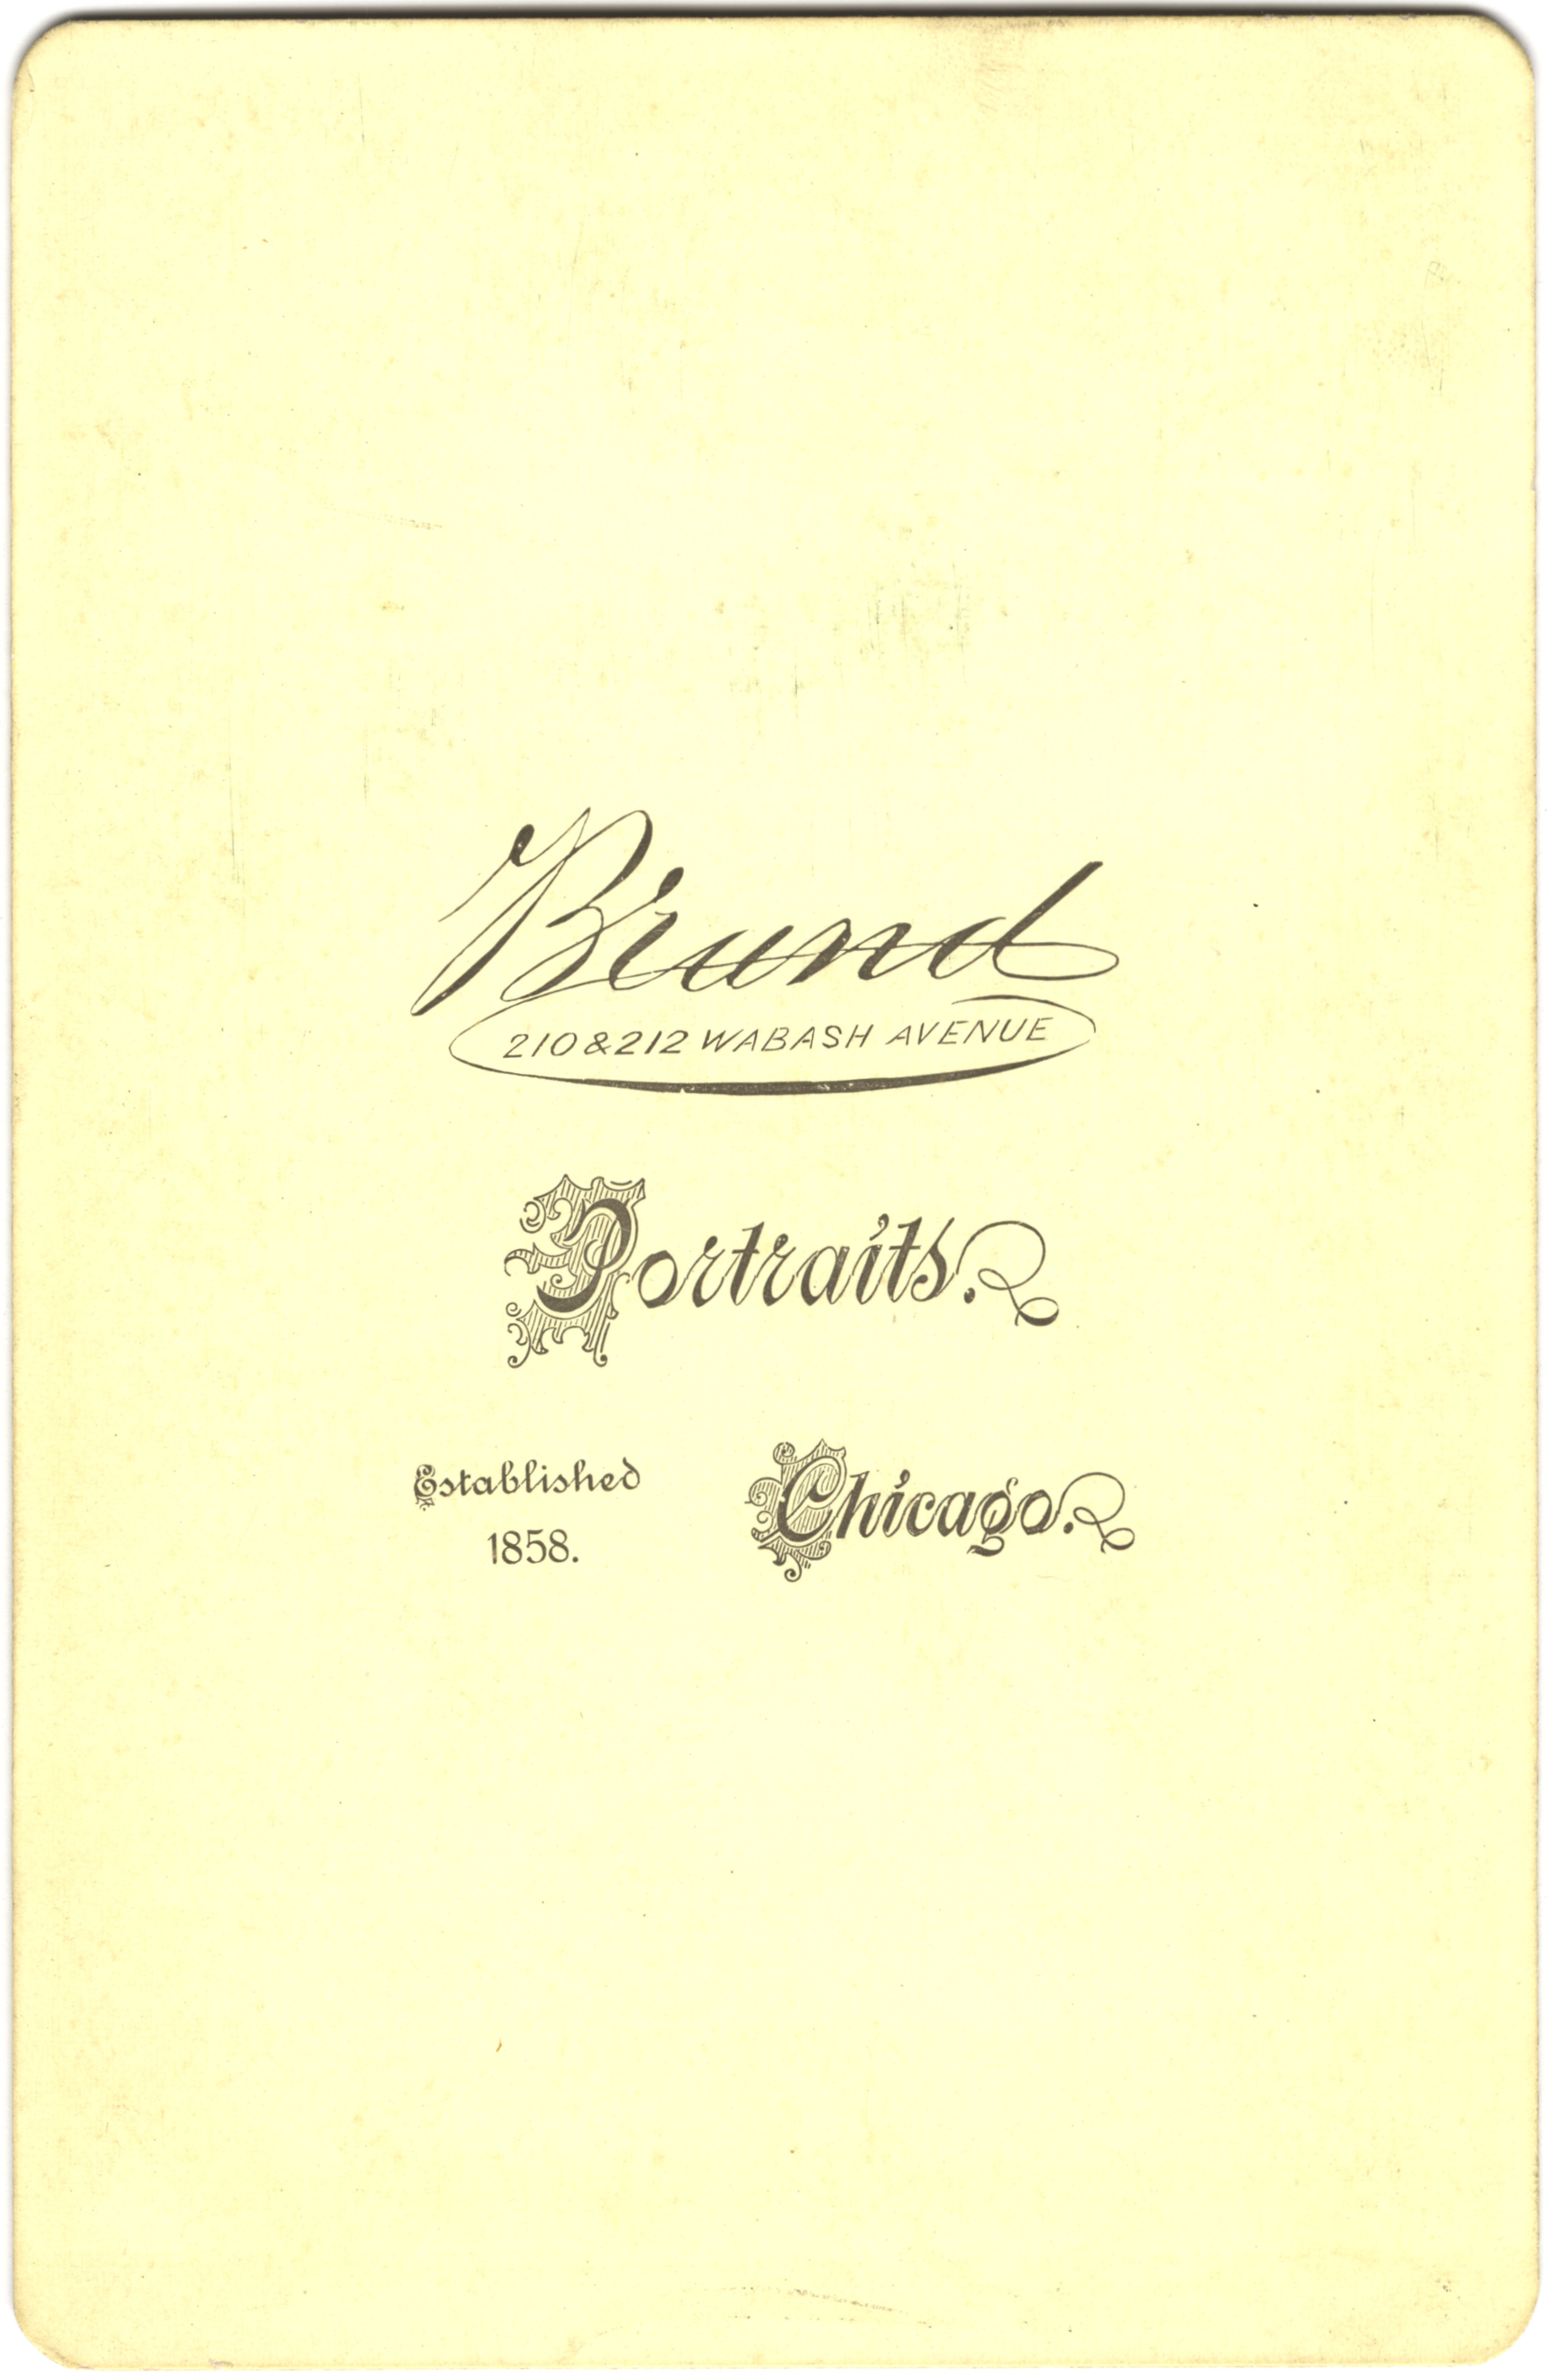 Brand
210 & 212 WABASH AVENUE
Portraits.
Established
1858.
Chicago.